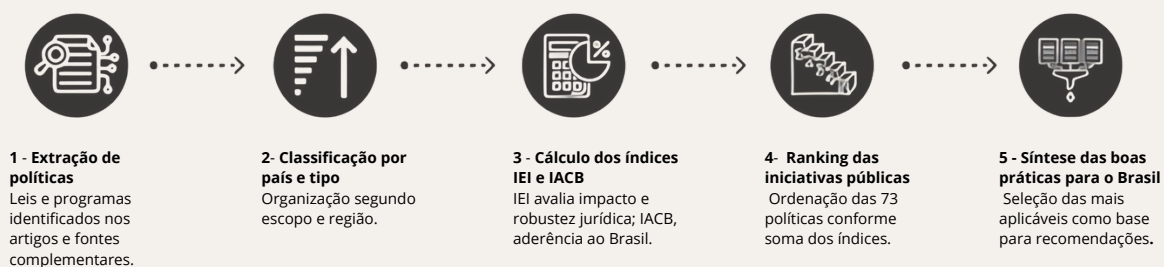 1 - Extração de
políticas
Leis e programas
identificados nos
artigos e fontes
complementares.
2- Classificação por
país e tipo
Organização segundo
escopo e região.
3 - Cálculo dos índices
IEI e IACB
IEI avalia impacto e
robustez jurídica; IACB,
aderência ao Brasil.
4- Ranking das
iniciativas públicas
Ordenação das 73
políticas conforme
soma dos índices.
5 - Síntese das boas
práticas para o Brasil
Seleção das mais
aplicáveis como base
para recomendações.